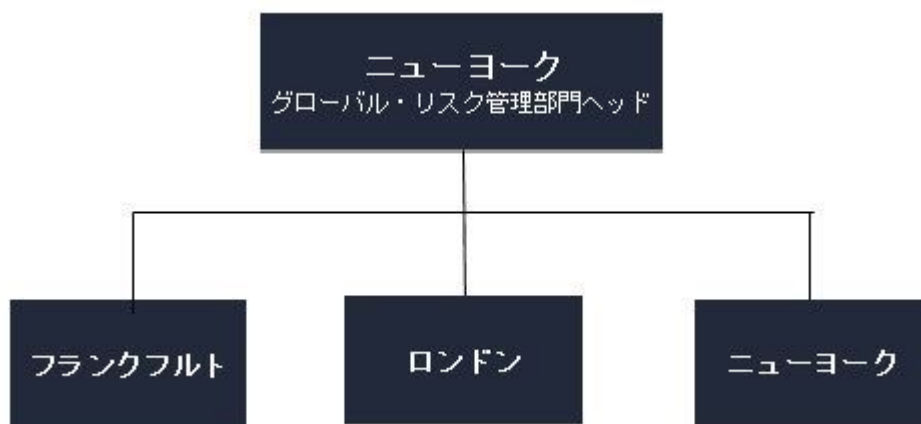 ニューヨーク
グローバル・リスク管理部門ヘッド
フランクフルト
ロンドン
ニューヨーク